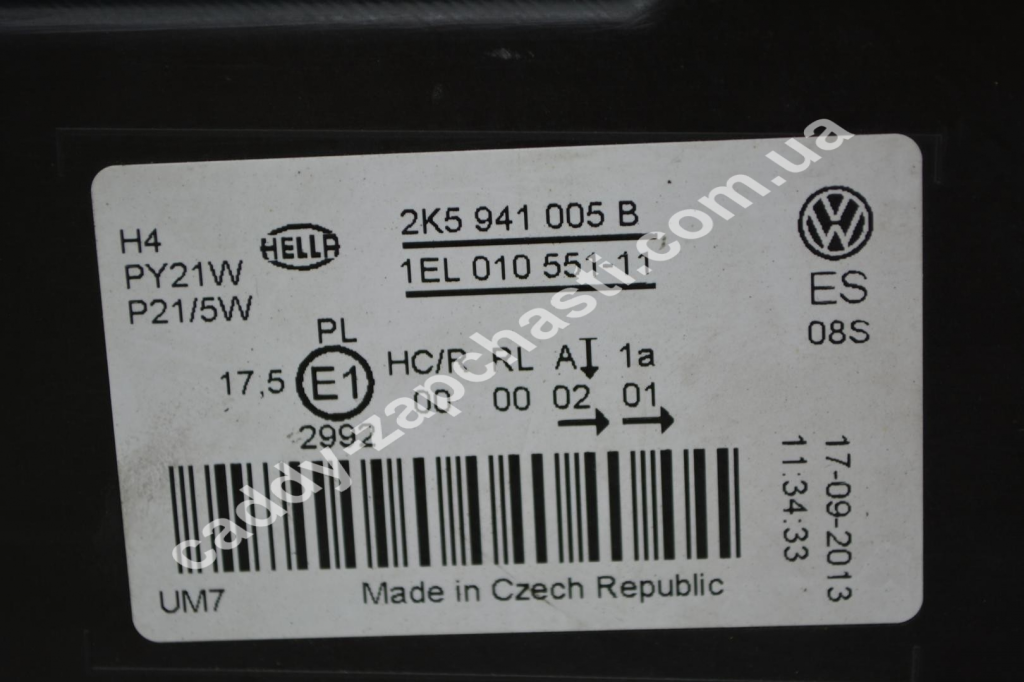 H4
PY21W
P21/5W
HELLA
2K5 941 005 B
1EL 010 551-11
ES
08S
PL
17,5 E1
2992
HC/R RL A 1a
00 00 02 01
17-09-2013
11:34:33
UM7
Made in Czech Republic
caddy-zapchasti.com.ua